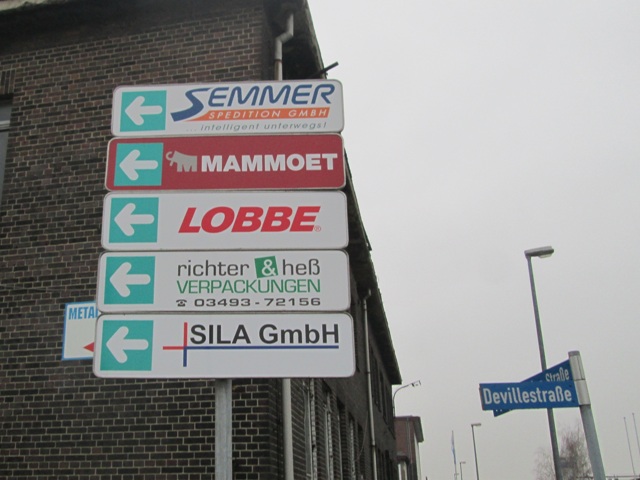 SEMMER
SPEDITION GMBH
...intelligent unterwegs!
MAMMOET
LOBBE®
richter & heß
VERPACKUNGEN
☎ 03493 - 72156
SILA GmbH
METAL
Straße
Devillestraße